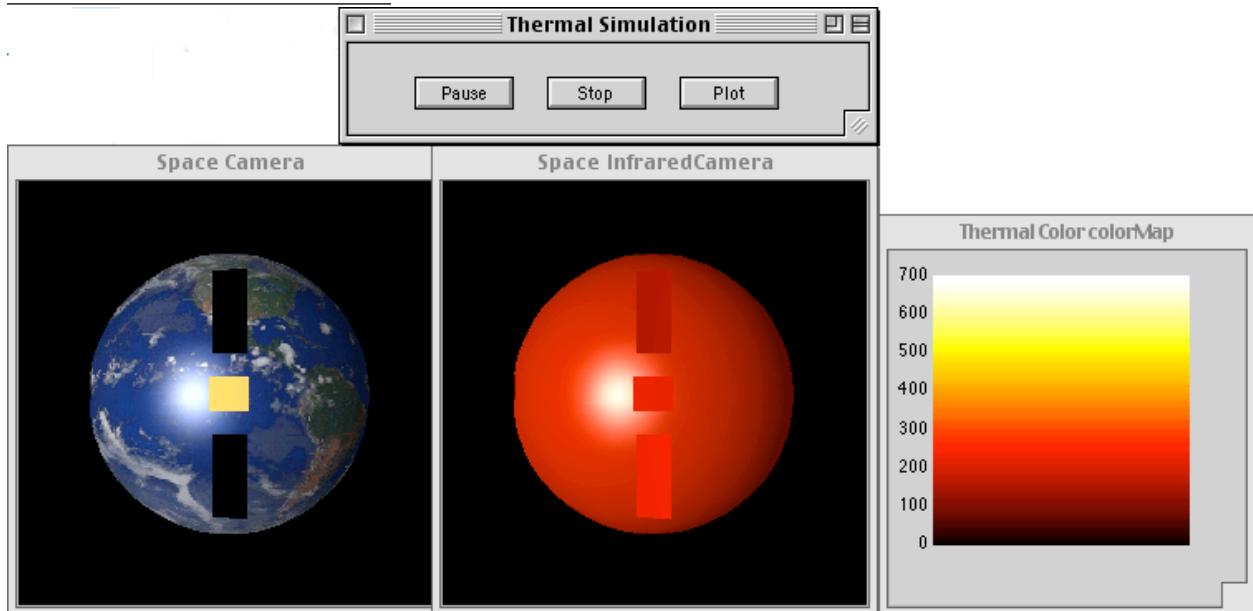 Thermal Simulation
Pause
Stop
Plot
Space Camera
Space InfraredCamera
Thermal Color colorMap
700
600
500
400
300
200
100
0